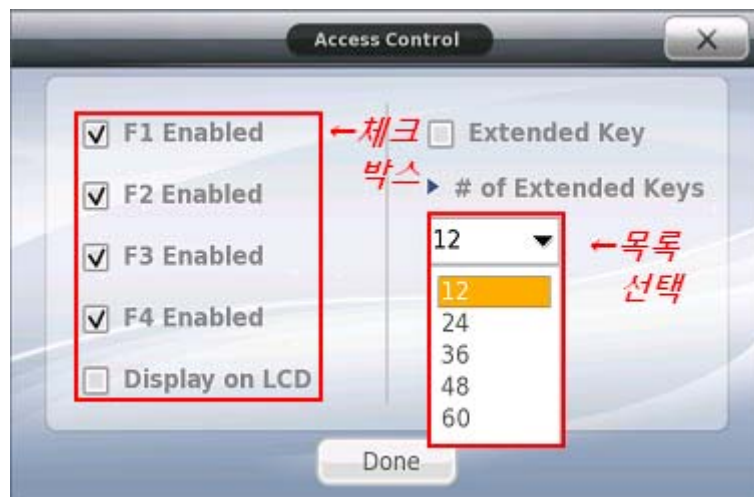 Access Control
F1 Enabled
F2 Enabled
F3 Enabled
F4 Enabled
Display on LCD
←체크
박스
Extended Key
# of Extended Keys
12
12
24
36
48
60
←목록
선택
Done